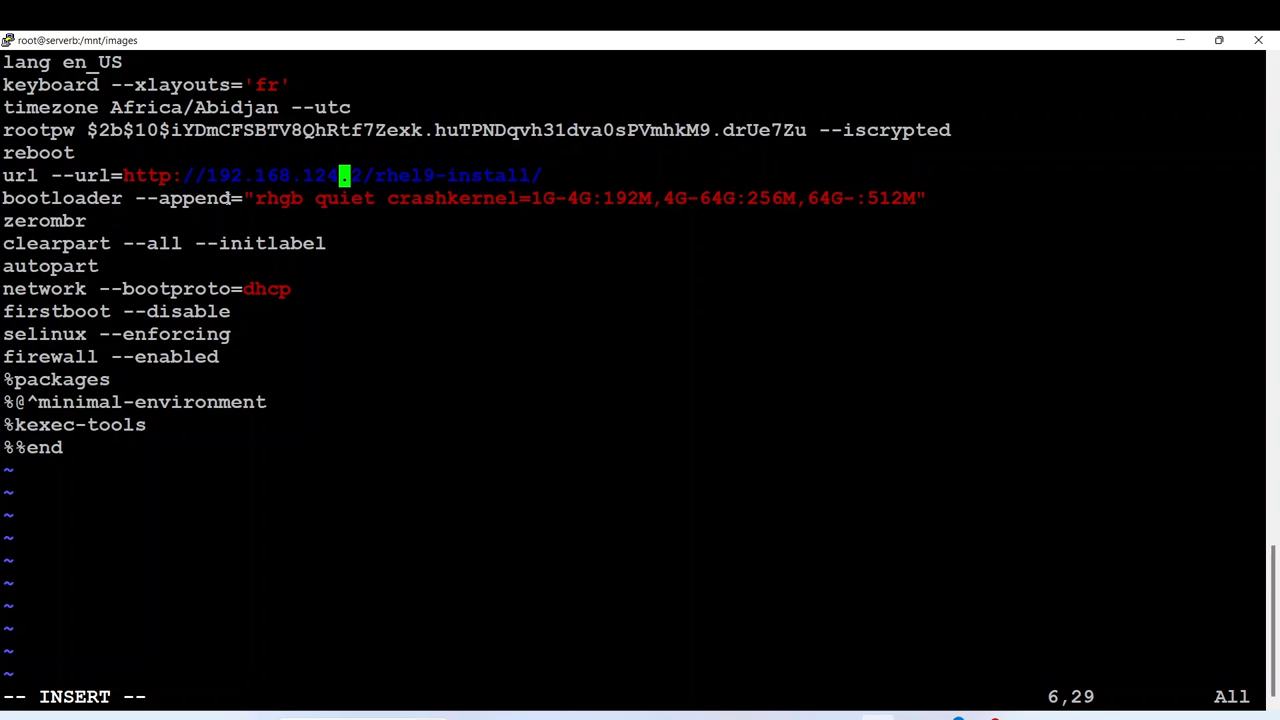 root@serverb:/mnt/images
lang en_US
keyboard --xlayouts='fr'
timezone Africa/Abidjan --utc
rootpw $2b$10$iYDmCFSBTV8QhRtf7Zexk.huTPNDqvh31dva0sPVmhkM9.drUe7Zu --iscrypted
reboot
url --url=http://192.168.124.2/rhel9-install/
bootloader --append="rhgb quiet crashkernel=1G-4G:192M,4G-64G:256M,64G-:512M"
zerombr
clearpart --all --initlabel
autopart
network --bootproto=dhcp
firstboot --disable
selinux --enforcing
firewall --enabled
%packages
%@^minimal-environment
%kexec-tools
%%end
~
~
~
~
~
~
~
~
~
~
-- INSERT -- 6,29 All